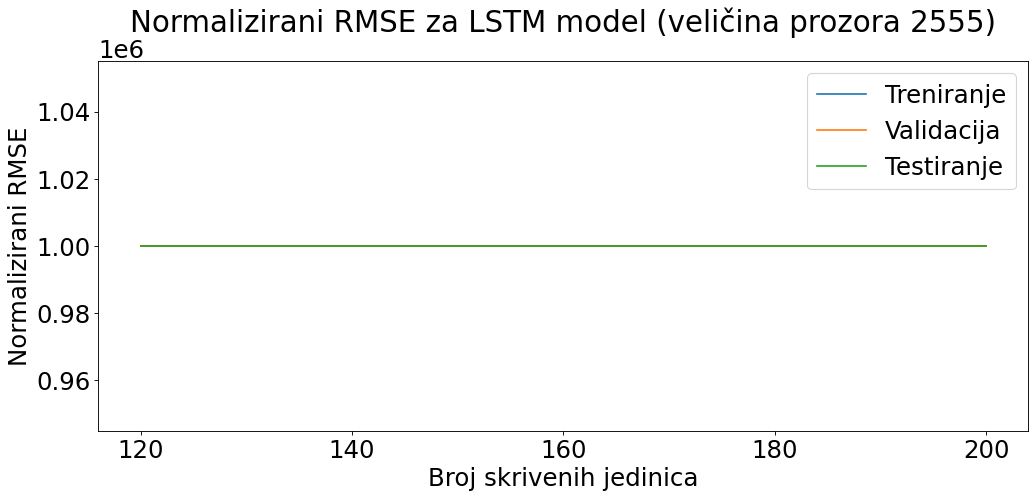 Normalizirani RMSE za LSTM model (veličina prozora 2555)
1e6
Normalizirani RMSE
1.04
1.02
1.00
0.98
0.96
Treniranje
Validacija
Testiranje
120 140 160 180 200
Broj skrivenih jedinica